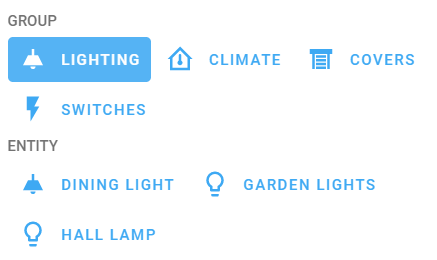 GROUP
LIGHTING CLIMATE COVERS
SWITCHES
ENTITY
DINING LIGHT GARDEN LIGHTS
HALL LAMP